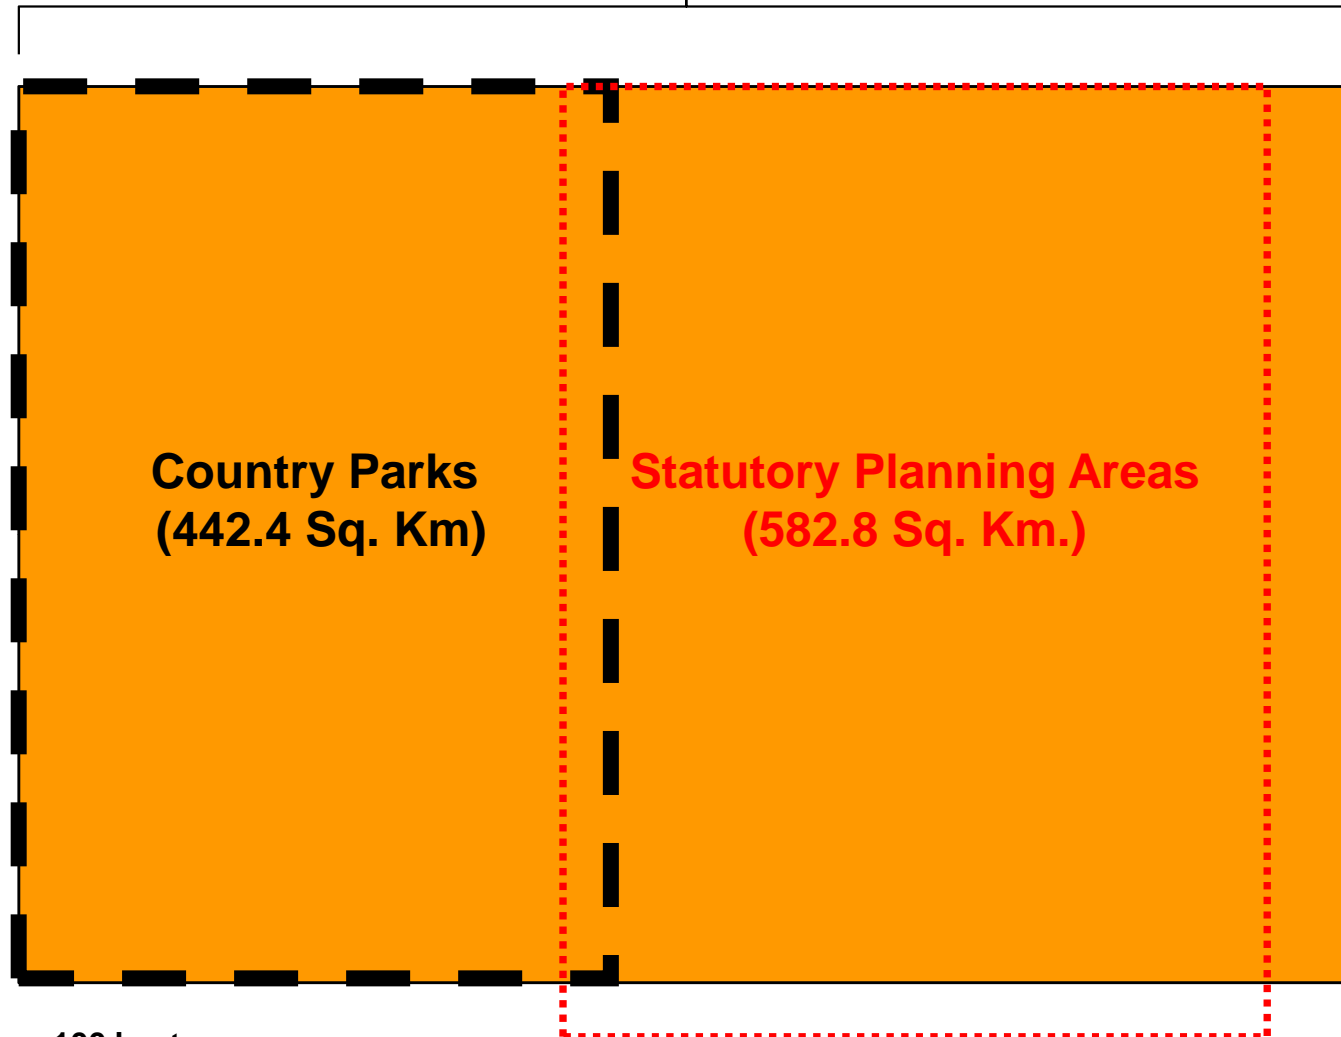 Country Parks
(442.4 Sq. Km)
Statutory Planning Areas
(582.8 Sq. Km.)